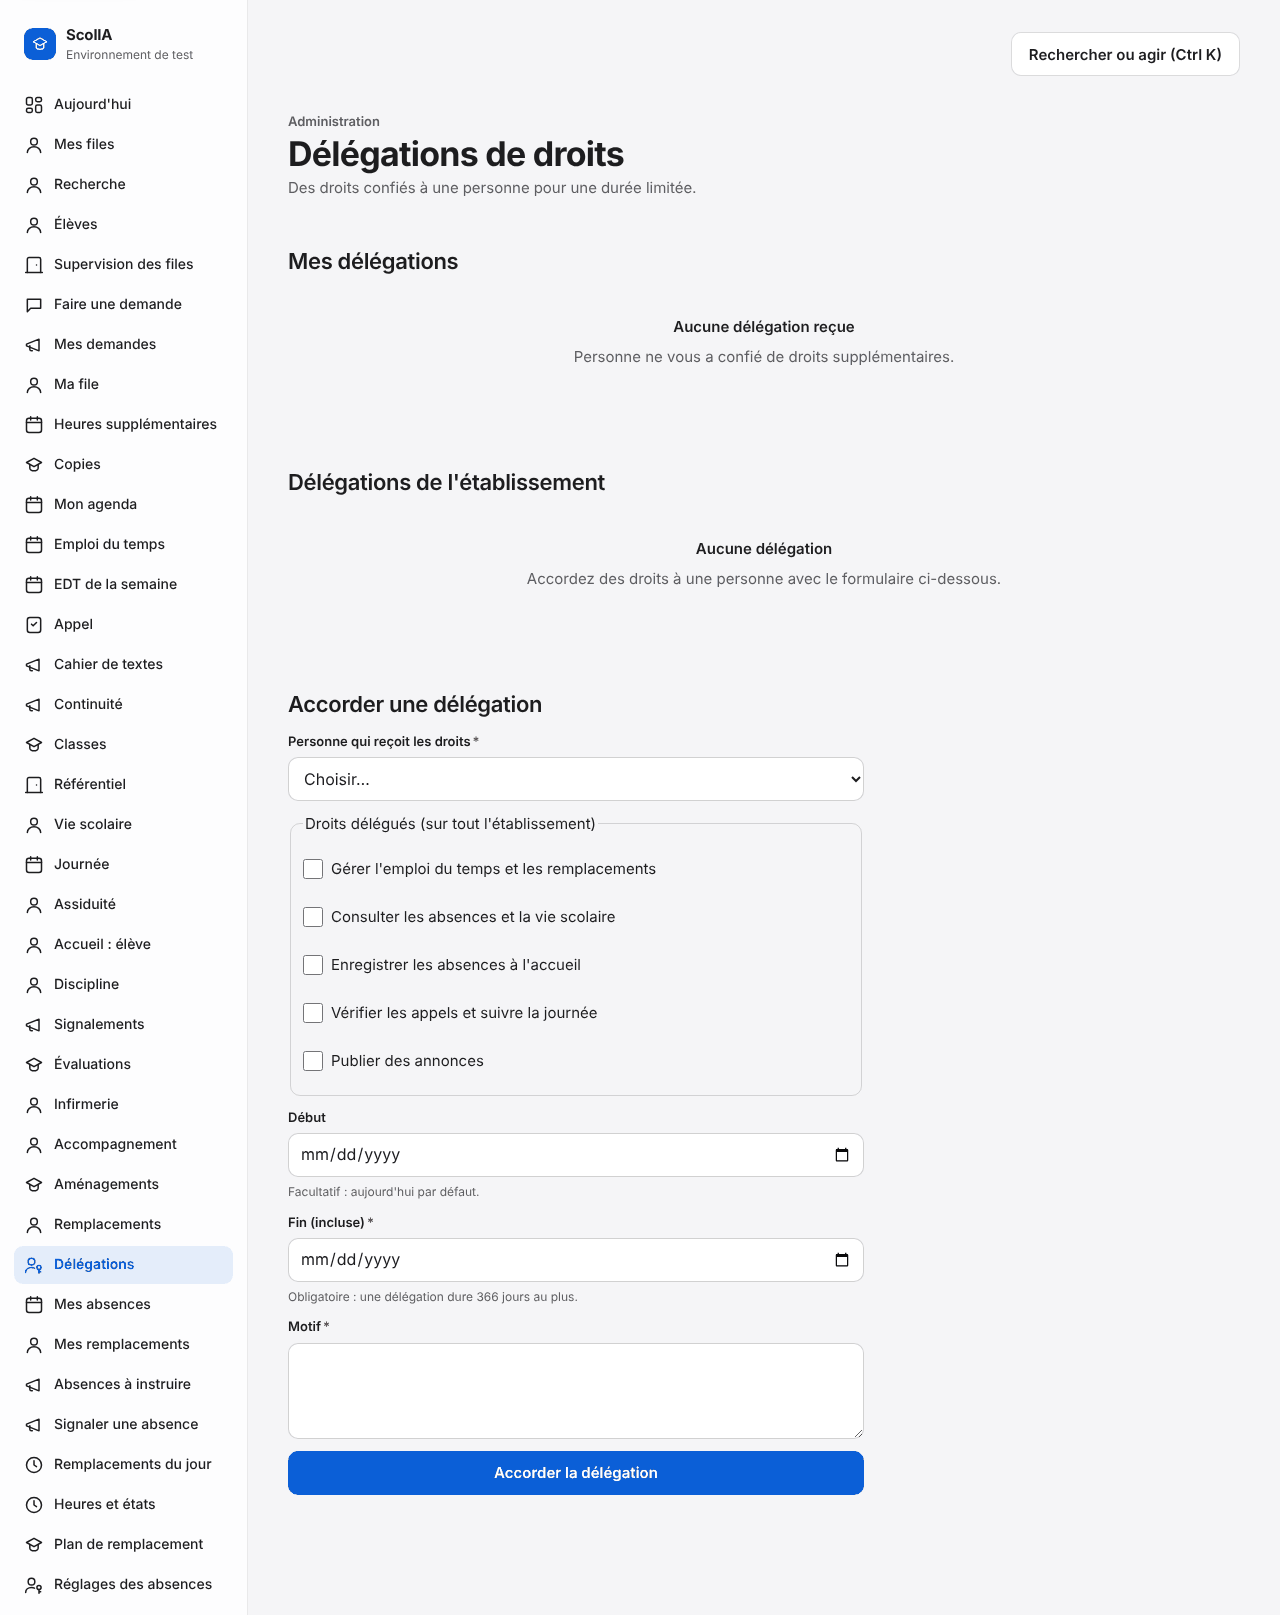 ScolIA
Environnement de test
Aujourd'hui
Mes files
Recherche
Élèves
Supervision des files
Faire une demande
Mes demandes
Ma file
Heures supplémentaires
Copies
Mon agenda
Emploi du temps
EDT de la semaine
Appel
Cahier de textes
Continuité
Classes
Référentiel
Vie scolaire
Journée
Assiduité
Accueil : élève
Discipline
Signalements
Évaluations
Infirmerie
Accompagnement
Aménagements
Remplacements
Délégations
Mes absences
Mes remplacements
Absences à instruire
Signaler une absence
Remplacements du jour
Heures et états
Plan de remplacement
Réglages des absences
Rechercher ou agir (Ctrl K)
Administration
Délégations de droits
Des droits confiés à une personne pour une durée limitée.
Mes délégations
Aucune délégation reçue
Personne ne vous a confié de droits supplémentaires.
Délégations de l'établissement
Aucune délégation
Accordez des droits à une personne avec le formulaire ci-dessous.
Accorder une délégation
Personne qui reçoit les droits *
Choisir...
Droits délégués (sur tout l'établissement)
Gérer l'emploi du temps et les remplacements
Consulter les absences et la vie scolaire
Enregistrer les absences à l'accueil
Vérifier les appels et suivre la journée
Publier des annonces
Début
mm/dd/yyyy
Facultatif : aujourd'hui par défaut.
Fin (incluse) *
mm/dd/yyyy
Obligatoire : une délégation dure 366 jours au plus.
Motif *
Accorder la délégation